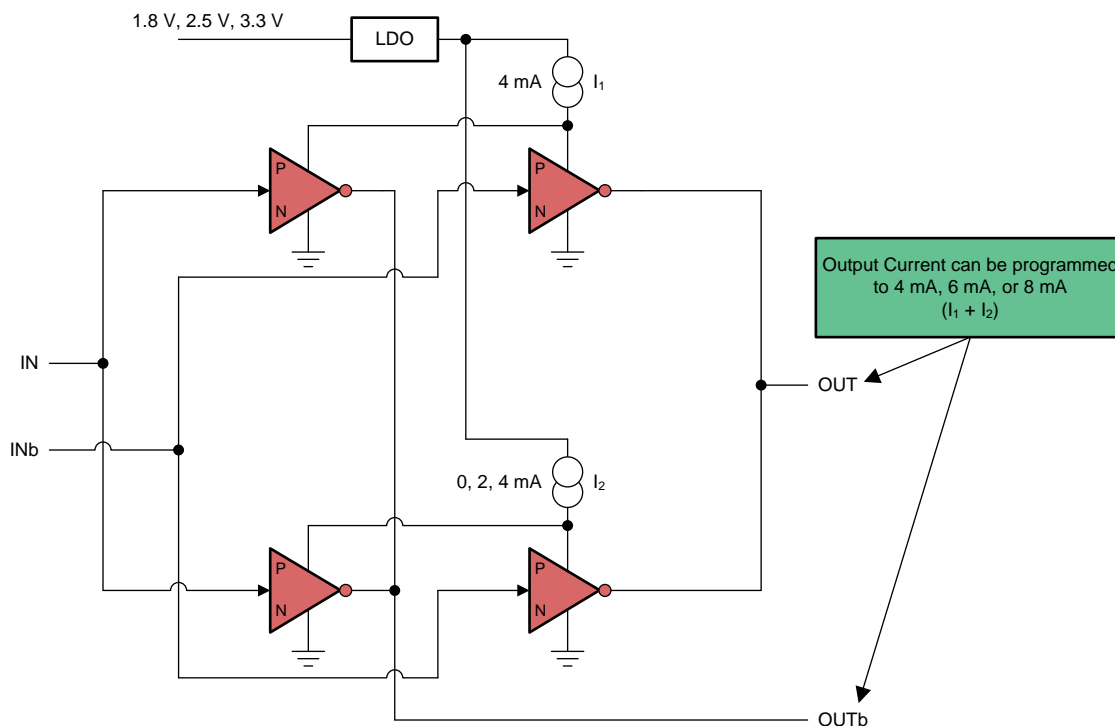 1.8 V, 2.5 V, 3.3 V
LDO
4 mA
I₁
P
N
P
N
Output Current can be programmed
to 4 mA, 6 mA, or 8 mA
(I₁ + I₂)
IN
OUT
INb
0, 2, 4 mA
I₂
P
N
P
N
OUTb